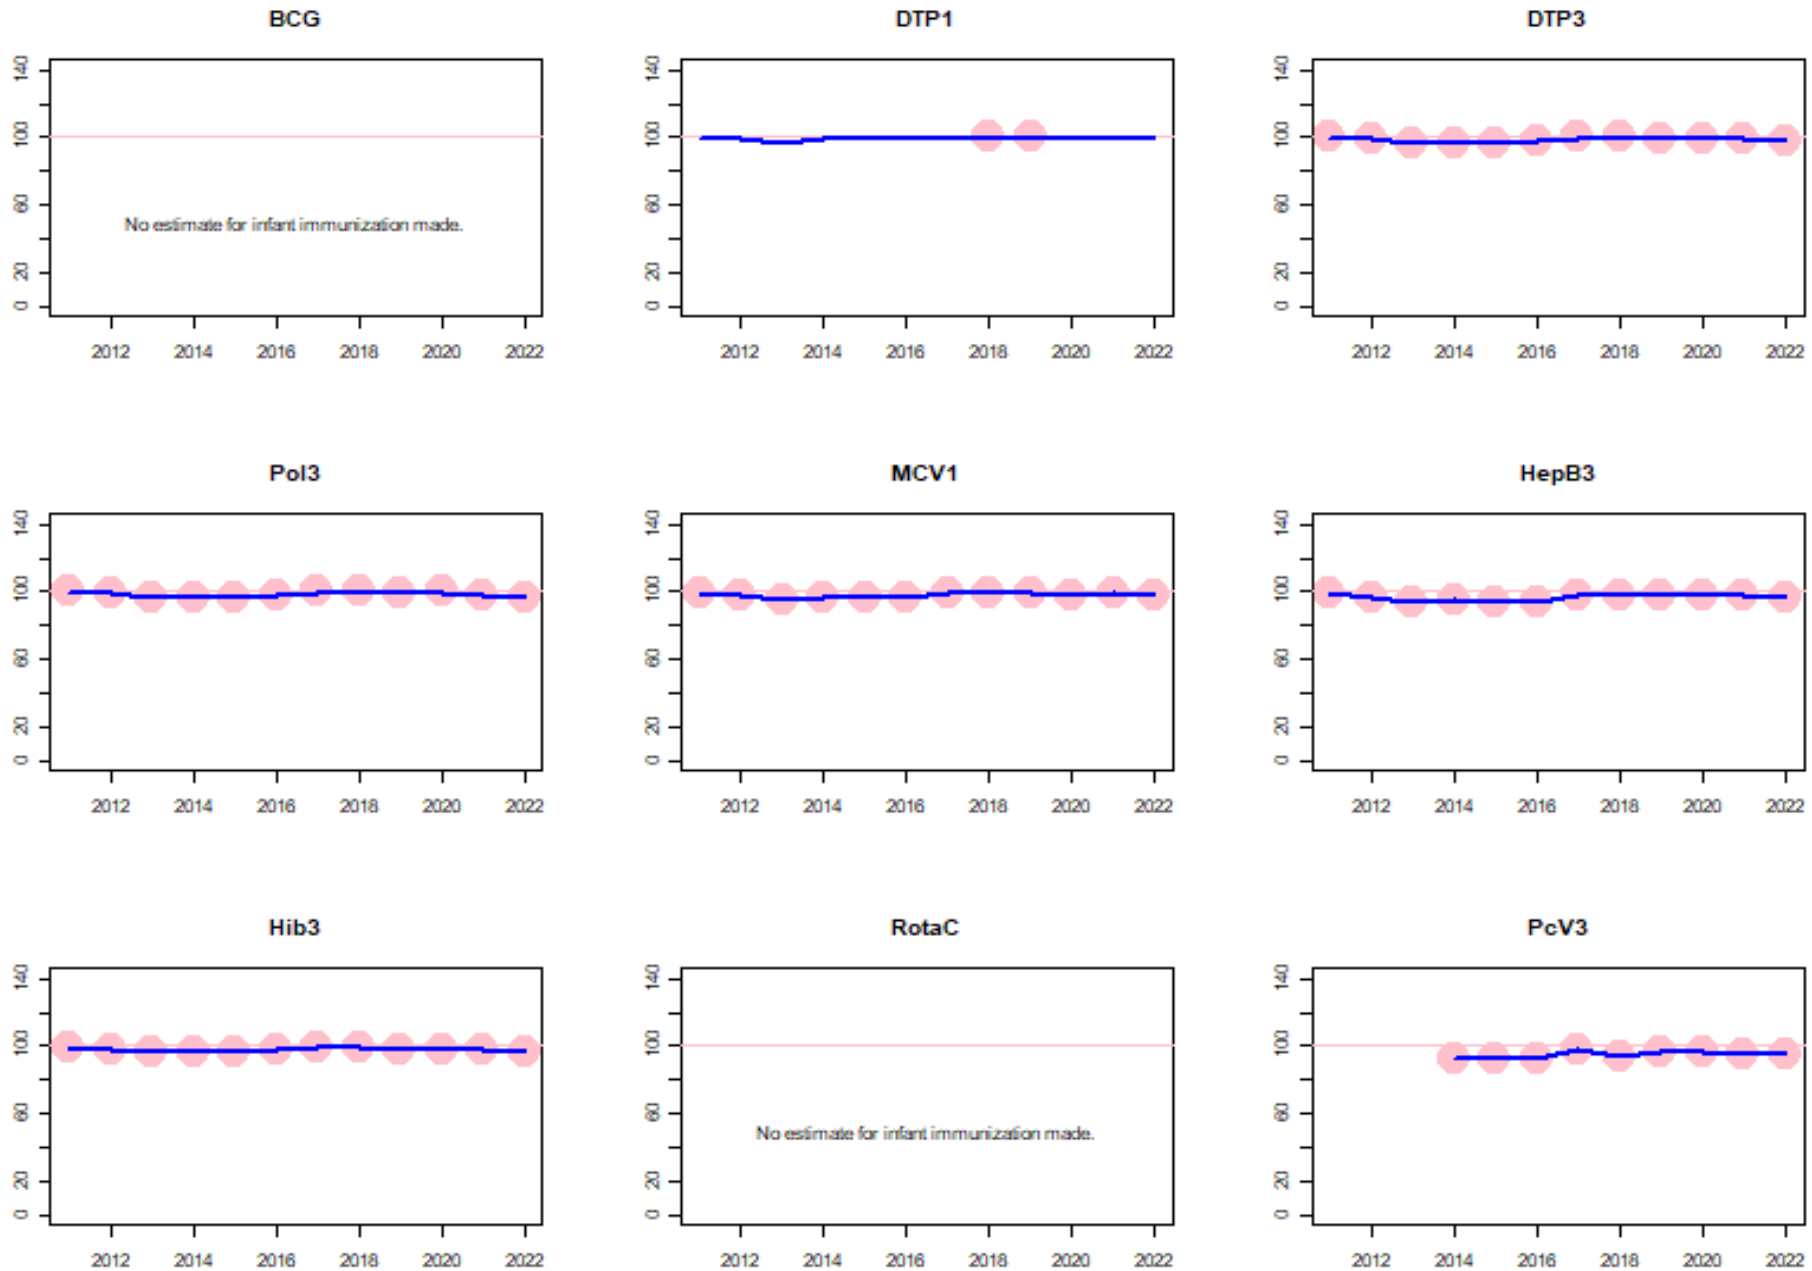 BCG DTP1 DTP3
140 140 140
100 100 100
60 60 60
No estimate for infant immunization made.
20 20 20
0 0 0
2012 2014 2016 2018 2020 2022 2012 2014 2016 2018 2020 2022 2012 2014 2016 2018 2020 2022
Pol3 MCV1 HepB3
140 140 140
100 100 100
60 60 60
20 20 20
0 0 0
2012 2014 2016 2018 2020 2022 2012 2014 2016 2018 2020 2022 2012 2014 2016 2018 2020 2022
Hib3 RotaC PcV3
140 140 140
100 100 100
60 60 60
No estimate for infant immunization made.
20 20 20
0 0 0
2012 2014 2016 2018 2020 2022 2012 2014 2016 2018 2020 2022 2012 2014 2016 2018 2020 2022